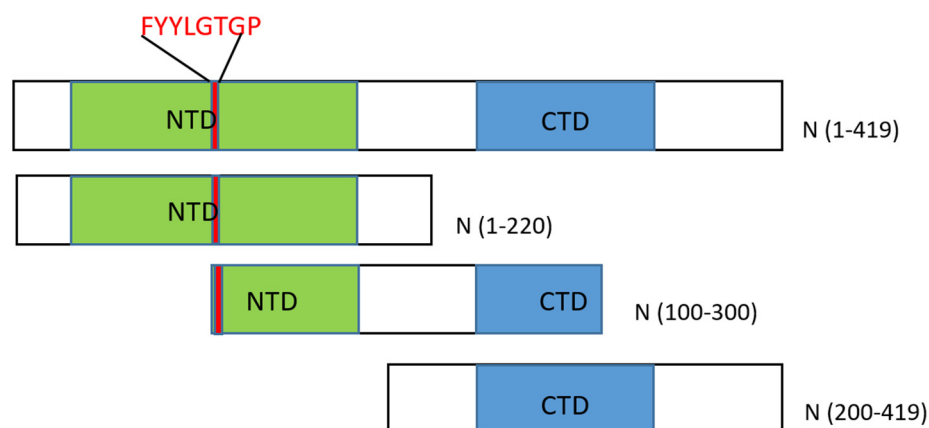 FYYLGTGP
NTD CTD N (1-419)
NTD N (1-220)
NTD CTD N (100-300)
CTD N (200-419)